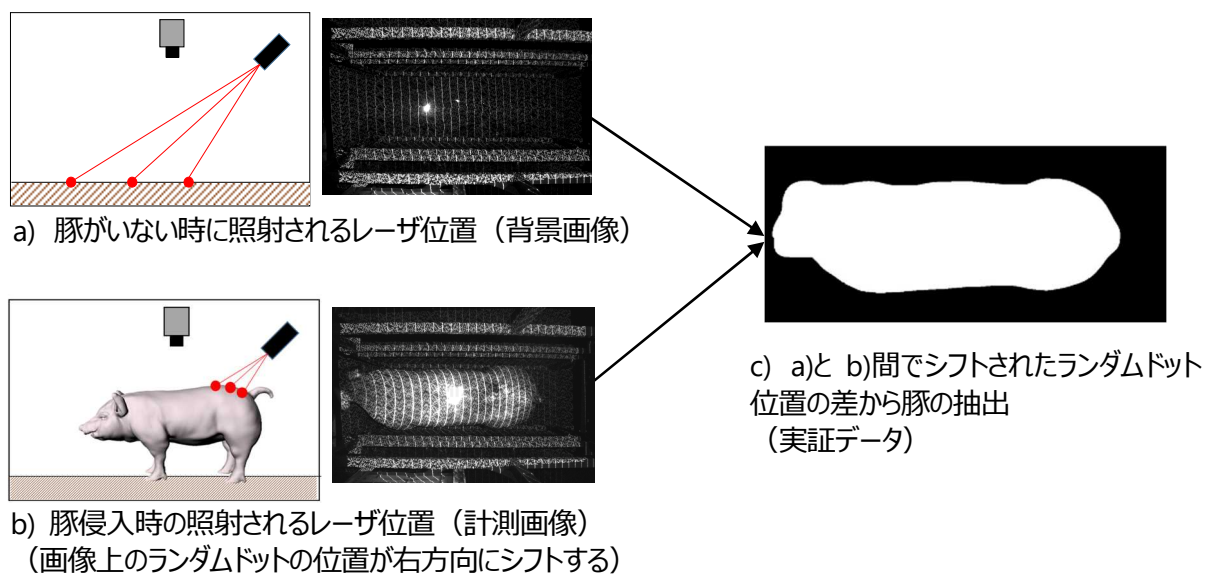 a) 豚がいない時に照射されるレーザ位置（背景画像）
b) 豚侵入時の照射されるレーザ位置（計測画像）
（画像上のランダムドットの位置が右方向にシフトする）
c) a)と b)間でシフトされたランダムドット
位置の差から豚の抽出
（実証データ）